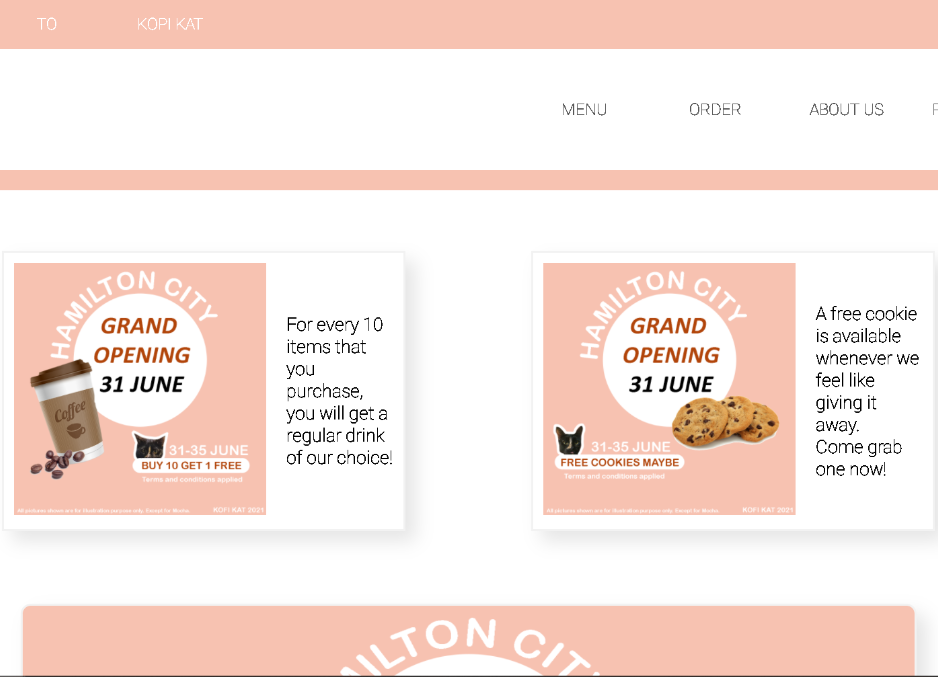 TO KOPI KAT
MENU ORDER ABOUT US
HAMILTON CITY
GRAND
OPENING
31 JUNE
Coffee
31-35 JUNE
BUY 10 GET 1 FREE
Terms and conditions applied
All pictures shown are for illustration purpose only. Except for Mocha.
KOFI KAT 2021
For every 10
items that
you
purchase,
you will get a
regular drink
of our choice!
HAMILTON CITY
GRAND
OPENING
31 JUNE
31-35 JUNE
FREE COOKIES MAYBE
Terms and conditions applied
All pictures shown are for illustration purpose only. Except for Mocha.
KOFI KAT 2021
A free cookie
is available
whenever we
feel like
giving it
away.
Come grab
one now!
MILTON CIT